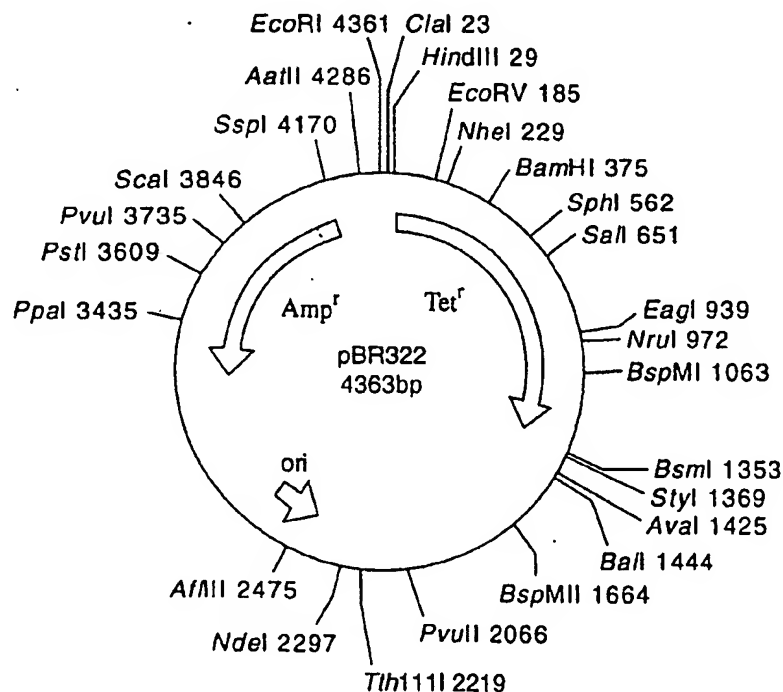 EcoRI 4361
ClaI 23
HindIII 29
AatII 4286
EcoRV 185
SspI 4170
NheI 229
BamHI 375
ScaI 3846
SphI 562
PvuI 3735
SalI 651
PstI 3609
PpaI 3435
Ampʳ
Tetʳ
EagI 939
NruI 972
pBR322
4363bp
BspMI 1063
ori
BsmI 1353
StyI 1369
AvaI 1425
BalI 1444
AflIII 2475
BspMII 1664
NdeI 2297
PvuII 2066
Tth111I 2219